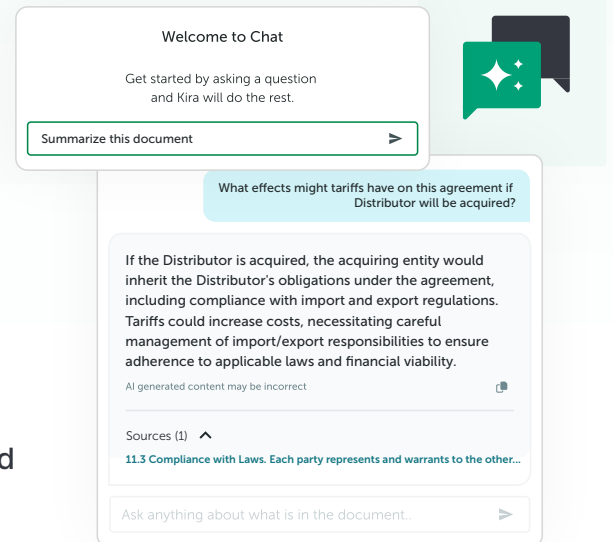 Welcome to Chat
Get started by asking a question
and Kira will do the rest.
Summarize this document
What effects might tariffs have on this agreement if
Distributor will be acquired?
If the Distributor is acquired, the acquiring entity would
inherit the Distributor's obligations under the agreement,
including compliance with import and export regulations.
Tariffs could increase costs, necessitating careful
management of import/export responsibilities to ensure
adherence to applicable laws and financial viability.
AI generated content may be incorrect
d
Sources (1)
11.3 Compliance with Laws. Each party represents and warrants to the other...
Ask anything about what is in the document..